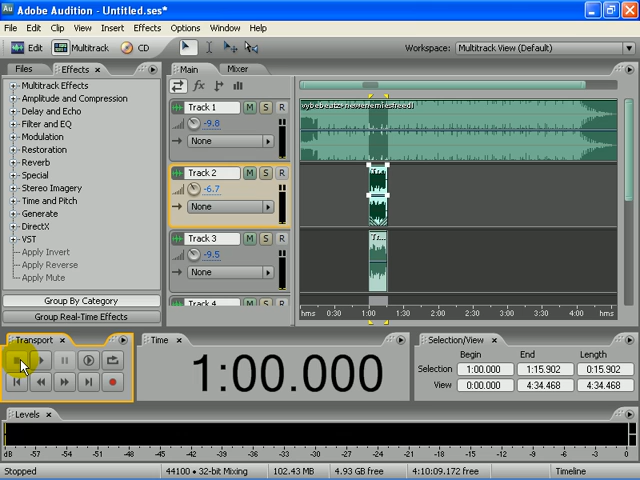 Au Adobe Audition - Untitled.ses*
File Edit Clip View Insert Effects Options Window Help
Edit Multitrack CD Workspace: Multitrack View (Default)
Files Effects x
Multitrack Effects
Amplitude and Compression
Delay and Echo
Filter and EQ
Modulation
Restoration
Reverb
Special
Stereo Imagery
Time and Pitch
Generate
DirectX
VST
Apply Invert
Apply Reverse
Apply Mute
Group By Category
Group Real-Time Effects
Main Mixer
fx
Track 1 M S R
-9.8
None
Track 2 M S R
-6.7
None
Track 3 M S R
-9.5
None
Track 4 M S R
hms 0:30 1:00 1:30 2:00 2:30 3:00 3:30 4:00 hms
Transport x
Time x
1:00.000
Selection/View x
Begin End Length
Selection 1:00.000 1:15.902 0:15.902
View 0:00.000 4:34.468 4:34.468
Levels x
dB -57 -54 -51 -48 -45 -42 -39 -36 -33 -30 -27 -24 -21 -18 -15 -12 -9 -6 -3 0
Stopped 44100 • 32-bit Mixing 102.43 MB 4.93 GB free 4:10:09.172 free Timeline